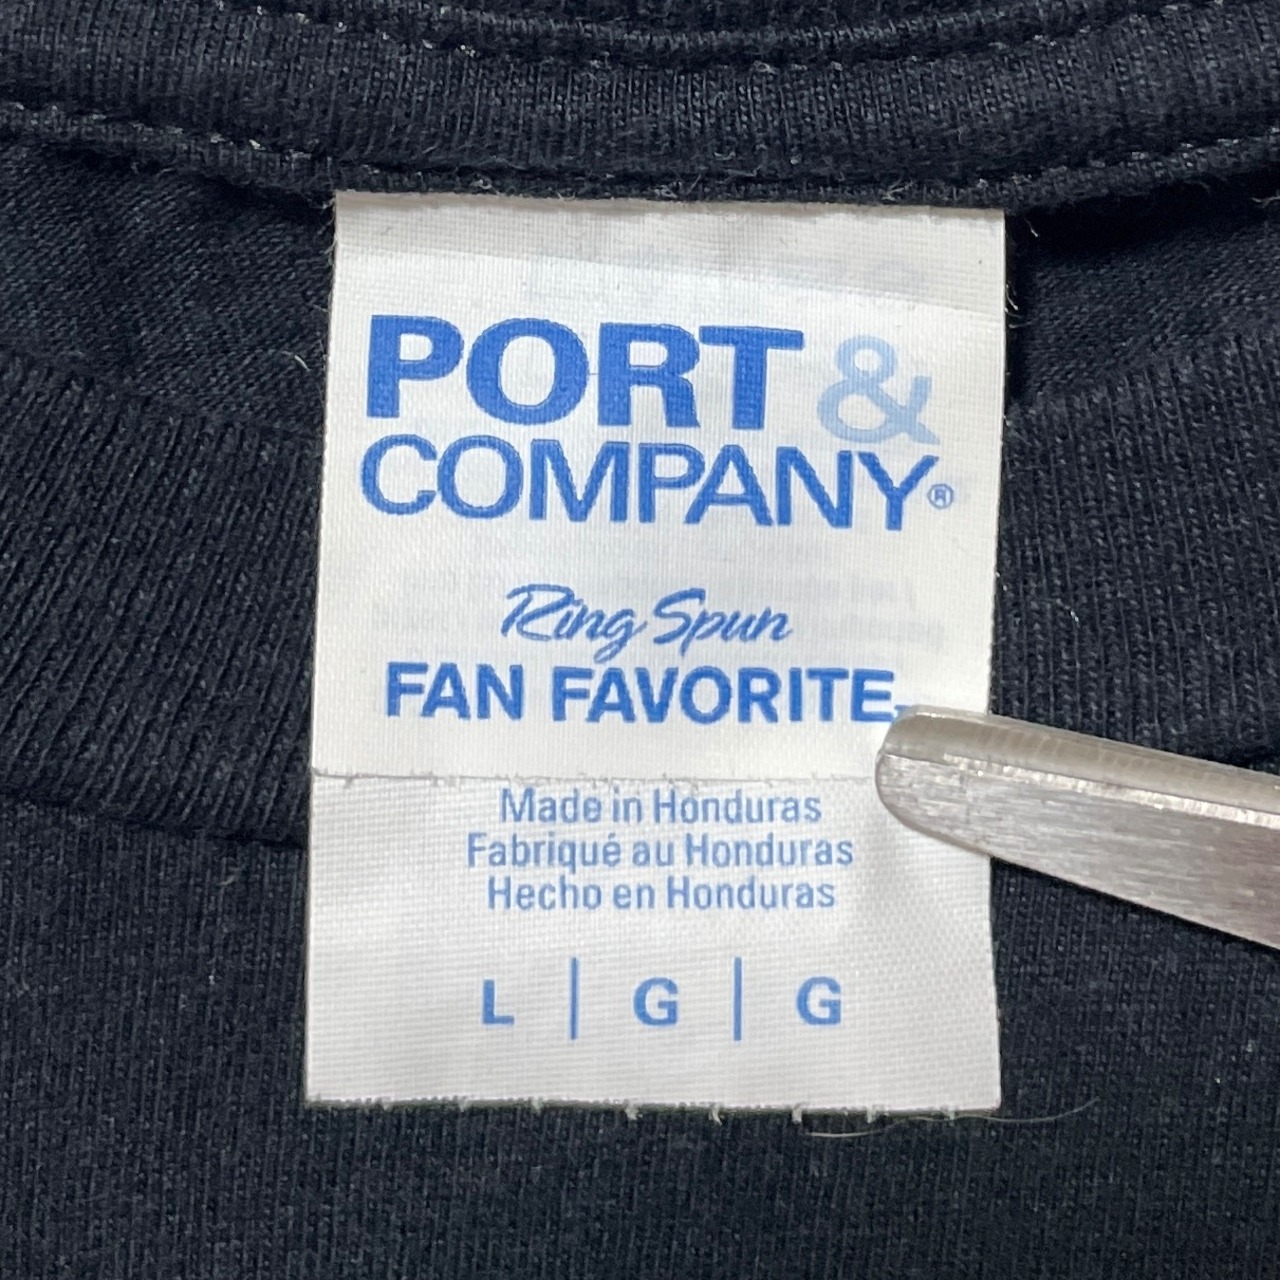 PORT &
COMPANY®
Ring Spun
FAN FAVORITE
Made in Honduras
Fabriqué au Honduras
Hecho en Honduras
L | G | G